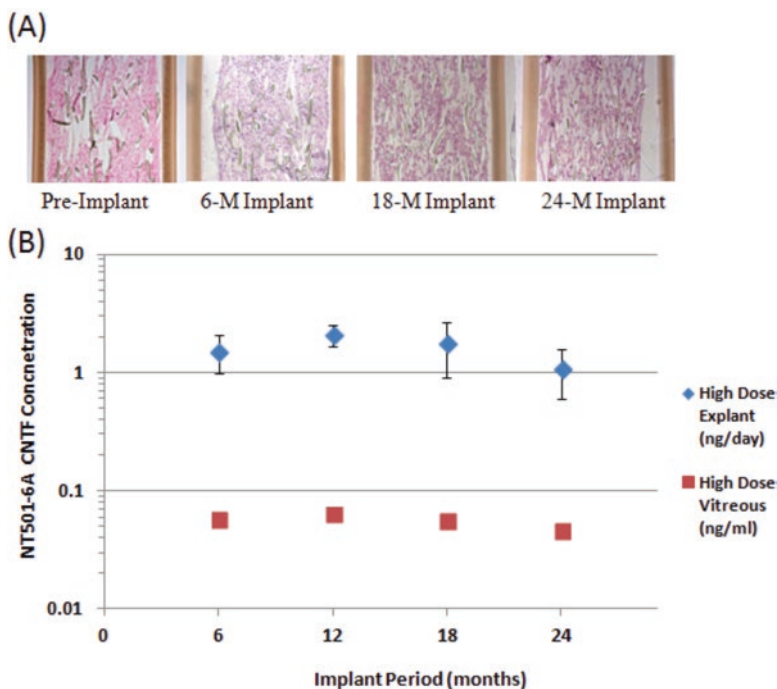 (A)
Pre-Implant 6-M Implant 18-M Implant 24-M Implant
(B)
NT501-6A CNTF Concnetration
10
1
0.1
0.01
0 6 12 18 24
Implant Period (months)
High Dose
Explant
(ng/day)
High Dose
Vitreous
(ng/ml)